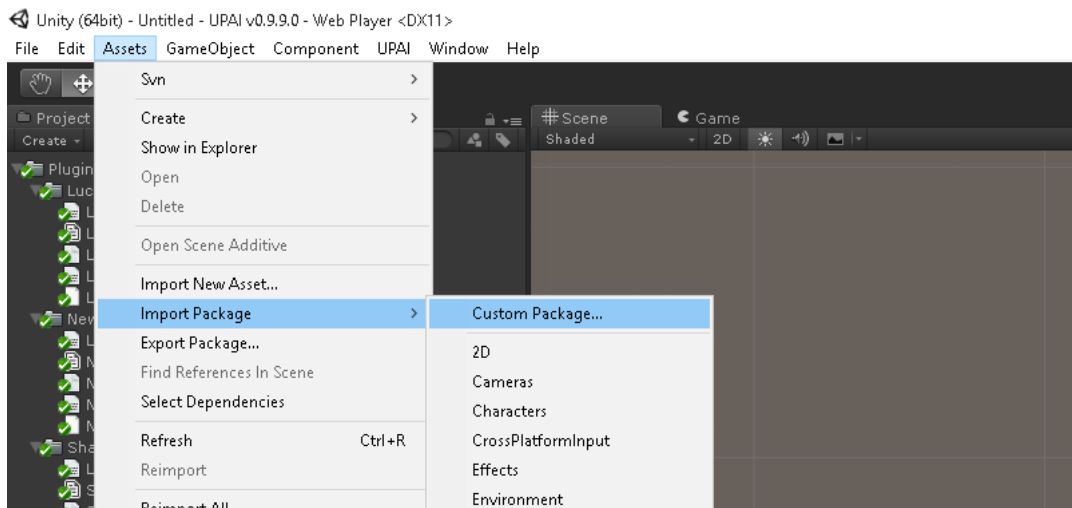 Unity (64bit) - Untitled - UPAI v0.9.9.0 - Web Player <DX11>
File Edit Assets GameObject Component UPAI Window Help
Svn
Project
Create
Show in Explorer
Scene
Game
Create
Shaded
2D
Plugin
Open
Luc
Delete
Open Scene Additive
Import New Asset...
Import Package
Custom Package...
New
Export Package...
2D
Find References In Scene
Cameras
Select Dependencies
Characters
Refresh Ctrl+R
CrossPlatformInput
Sha
Reimport
Effects
Environment